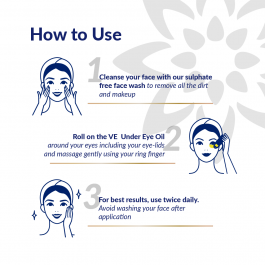 How to Use
1
Cleanse your face with our sulphate
free face wash to remove all the dirt
and makeup
2
Roll on the VE Under Eye Oil
around your eyes including your eye-lids
and massage gently using your ring finger
3
For best results, use twice daily.
Avoid washing your face after
application